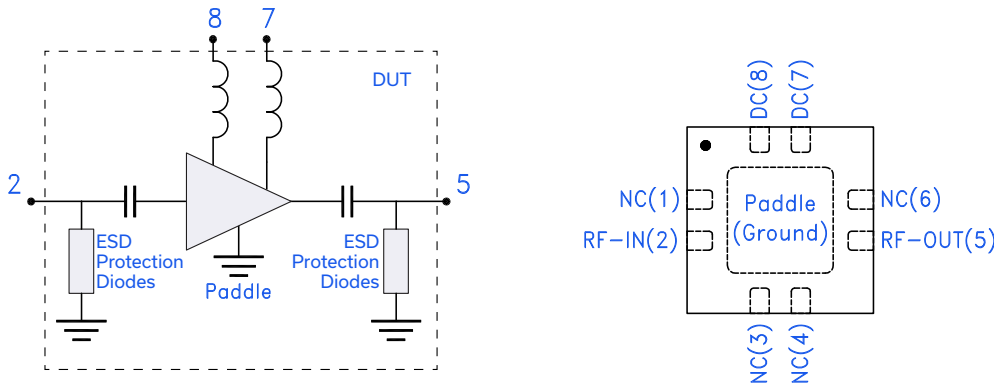 8
7
DUT
2
5
ESD
Protection
Diodes
ESD
Protection
Diodes
Paddle
DC(8)
DC(7)
NC(1)
RF-IN(2)
Paddle
(Ground)
NC(6)
RF-OUT(5)
NC(3)
NC(4)